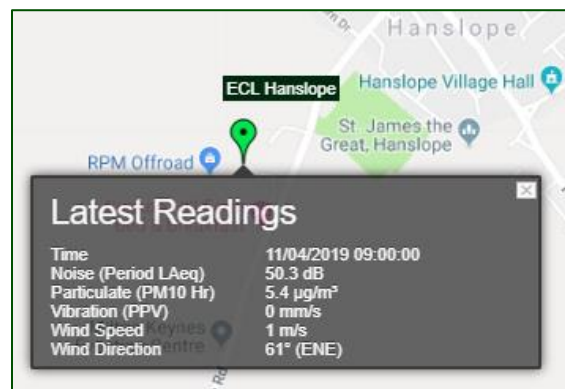 Hanslope
ECL Hanslope
Hanslope Village Hall
St. James the
Great, Hanslope
RPM Offroad
Latest Readings
Time 11/04/2019 09:00:00
Noise (Period LAeq) 50.3 dB
Particulate (PM10 Hr) 5.4 µg/m³
Vibration (PPV) 0 mm/s
Wind Speed 1 m/s
Wind Direction 61° (ENE)
Keynes
Centre